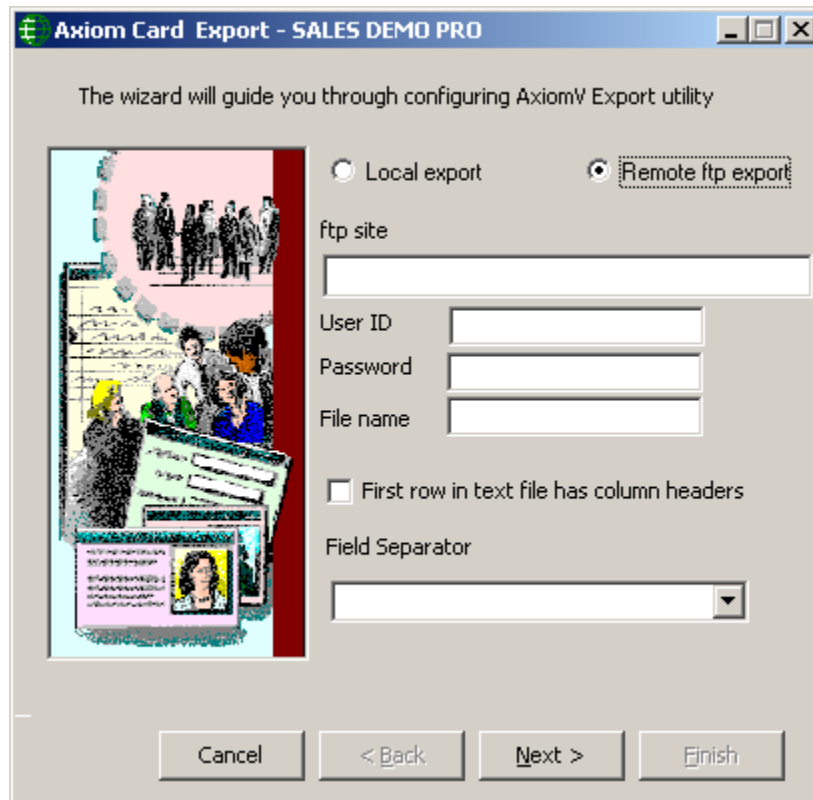 Axiom Card Export - SALES DEMO PRO
The wizard will guide you through configuring AxiomV Export utility
Local export Remote ftp export
ftp site
User ID
Password
File name
First row in text file has column headers
Field Separator
Cancel < Back Next > Finish